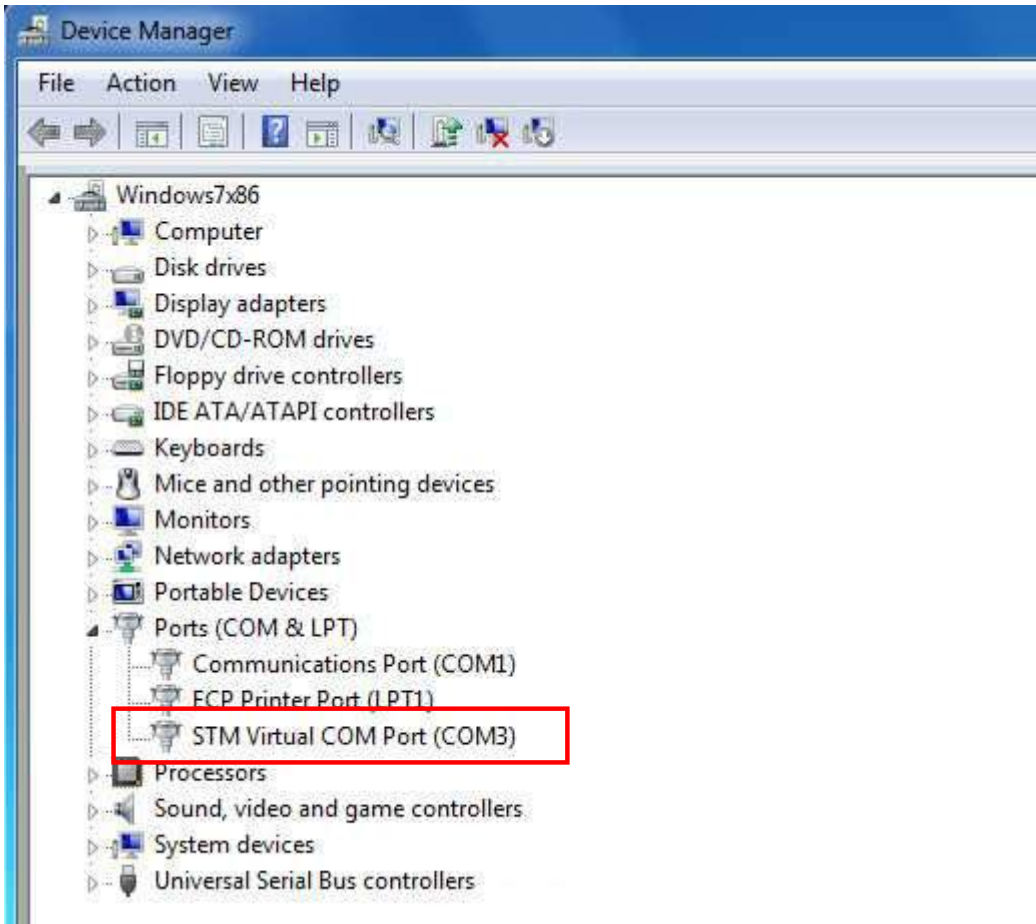 Device Manager
File Action View Help
Windows7x86
Computer
Disk drives
Display adapters
DVD/CD-ROM drives
Floppy drive controllers
IDE ATA/ATAPI controllers
Keyboards
Mice and other pointing devices
Monitors
Network adapters
Portable Devices
Ports (COM & LPT)
Communications Port (COM1)
ECP Printer Port (LPT1)
STM Virtual COM Port (COM3)
Processors
Sound, video and game controllers
System devices
Universal Serial Bus controllers